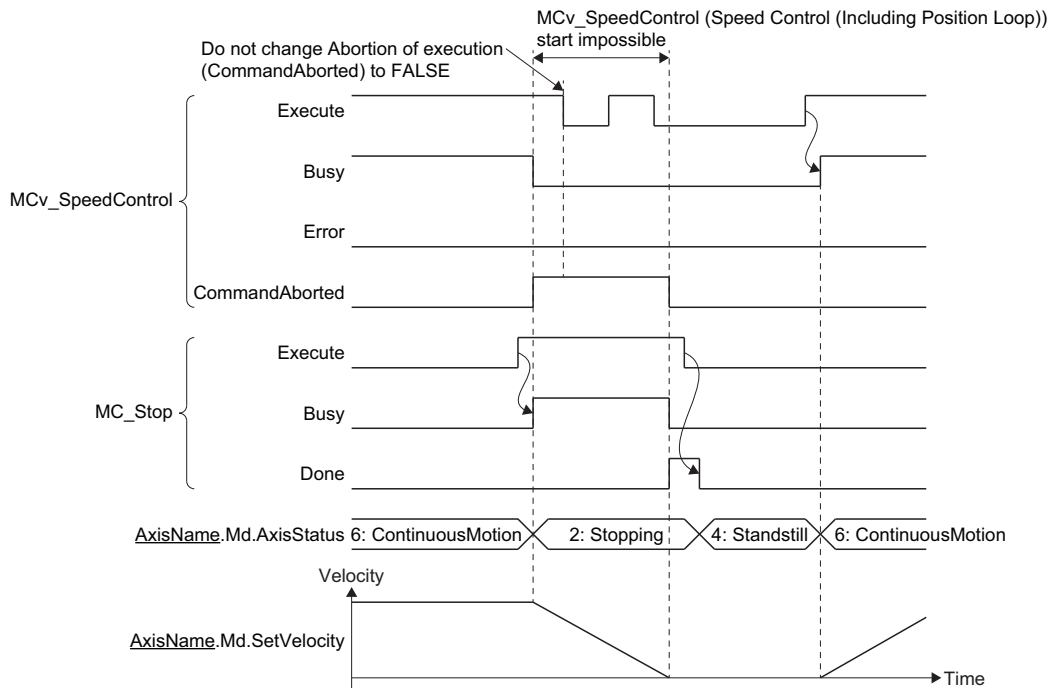 MCv_SpeedControl (Speed Control (Including Position Loop))
start impossible
Do not change Abortion of execution
(CommandAborted) to FALSE
Execute
Busy
MCv_SpeedControl
Error
CommandAborted
Execute
MC_Stop
Busy
Done
AxisName.Md.AxisStatus 6: ContinuousMotion 2: Stopping 4: Standstill 6: ContinuousMotion
Velocity
AxisName.Md.SetVelocity
Time